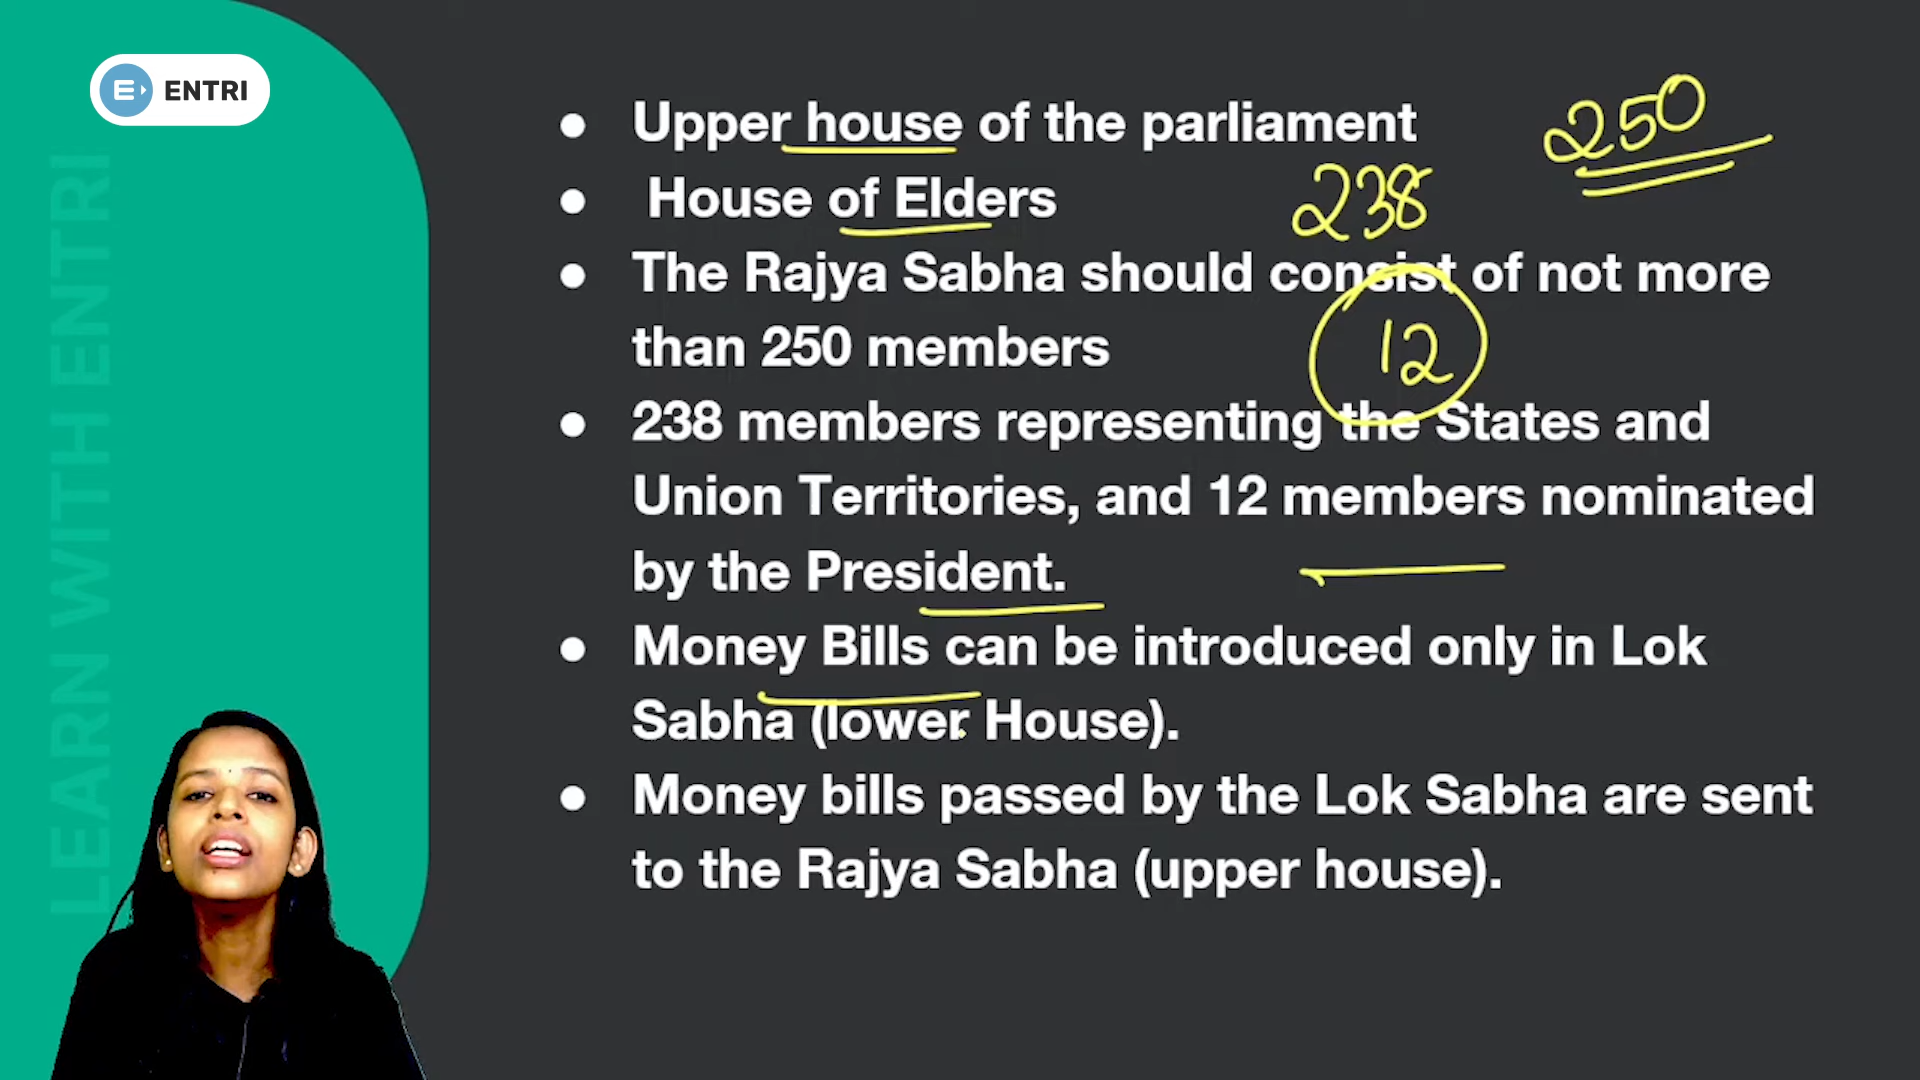 ENTRI
LEARN WITH ENTRI
● Upper house of the parliament
250
● House of Elders
238
● The Rajya Sabha should consist of not more
than 250 members
12
● 238 members representing the States and
Union Territories, and 12 members nominated
by the President.
● Money Bills can be introduced only in Lok
Sabha (lower House).
● Money bills passed by the Lok Sabha are sent
to the Rajya Sabha (upper house).